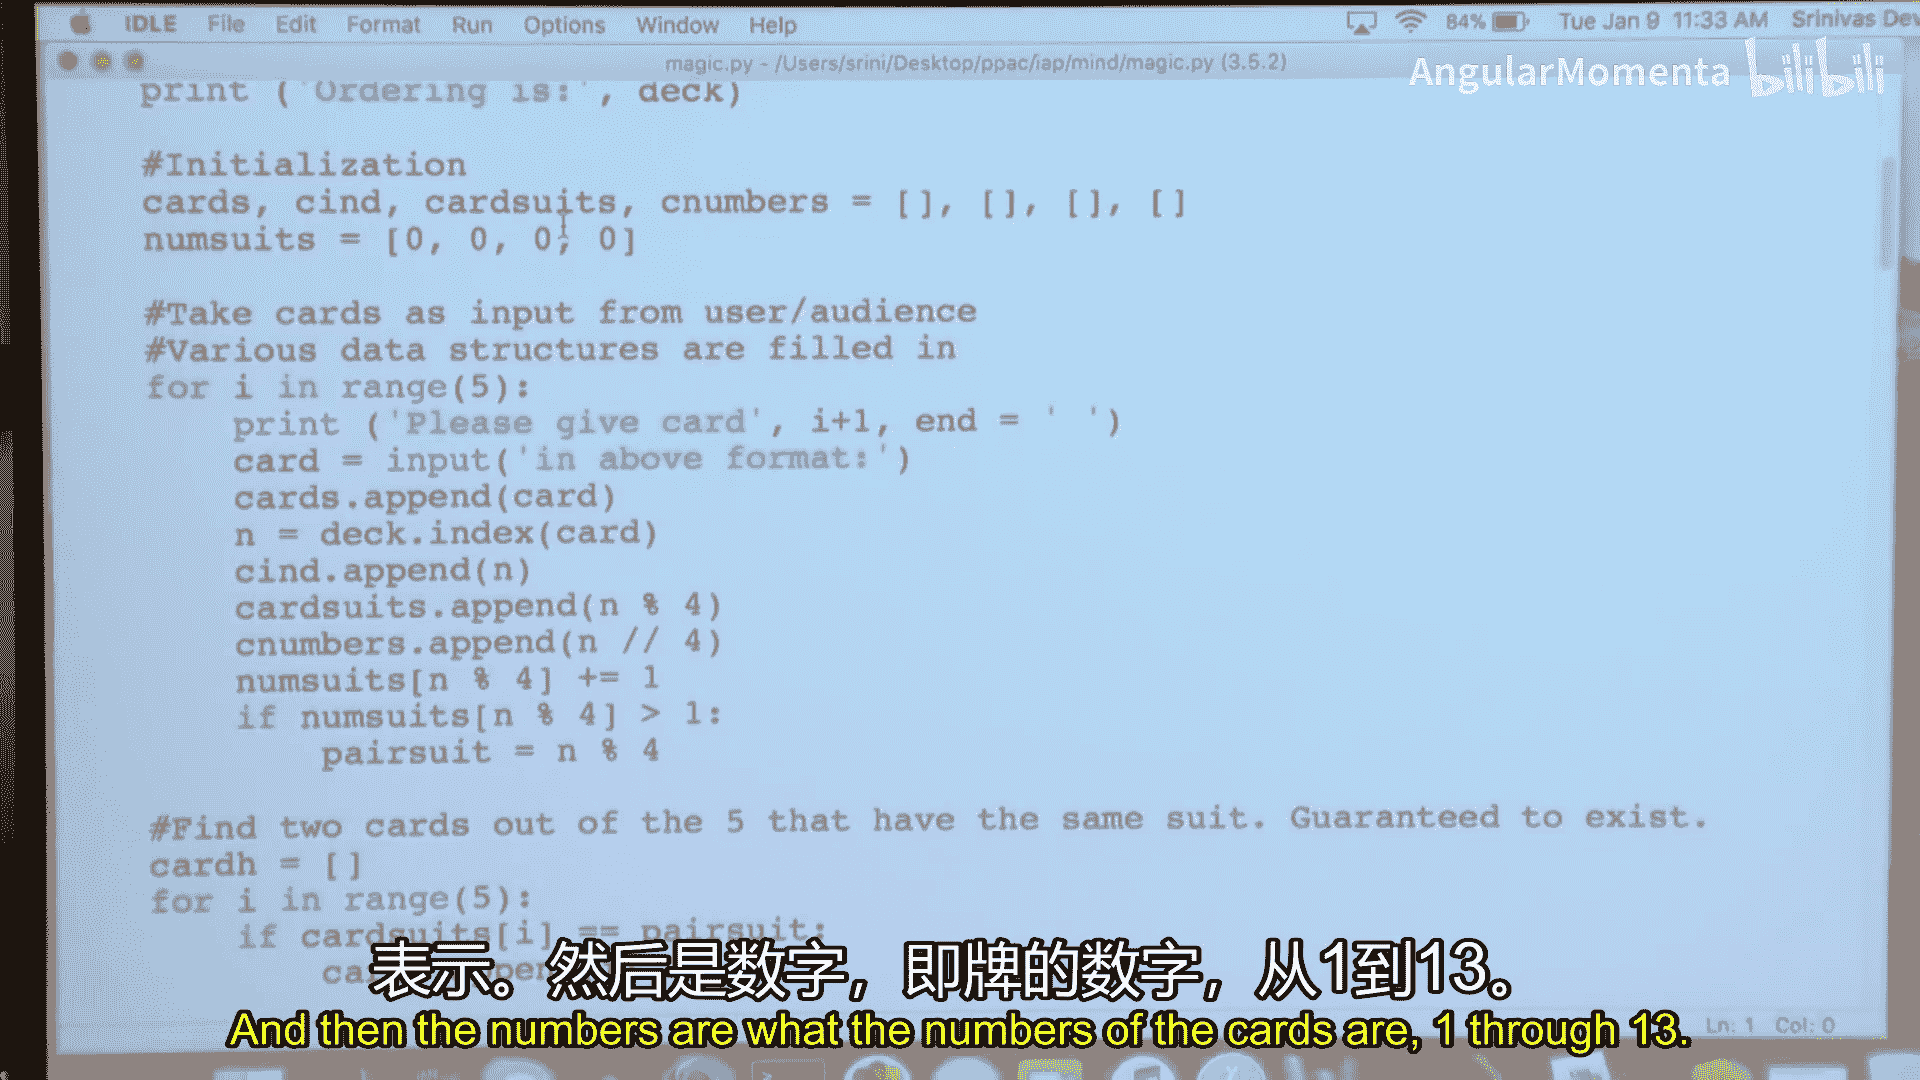 IDLE File Edit Format Run Options Window Help 84% Tue Jan 9 11:33 AM Srinivas Dev
magic.py - /Users/srini/Desktop/ppac/iap/mind/magic.py (3.5.2)
AngularMomenta bilibili
print ('Ordering is:', deck)
#Initialization
cards, cind, cardsuits, cnumbers = [], [], [], []
numsuits = [0, 0, 0, 0]
#Take cards as input from user/audience
#Various data structures are filled in
for i in range(5):
    print ('Please give card', i+1, end = ' ')
    card = input('in above format:')
    cards.append(card)
    n = deck.index(card)
    cind.append(n)
    cardsuits.append(n % 4)
    cnumbers.append(n // 4)
    numsuits[n % 4] += 1
    if numsuits[n % 4] > 1:
        pairsuit = n % 4
#Find two cards out of the 5 that have the same suit. Guaranteed to exist.
cardh = []
for i in range(5):
    if cardsuits[i] == pairsuit:
表示。然后是数字，即牌的数字，从1到13。
And then the numbers are what the numbers of the cards are, 1 through 13.
Ln: 1 Col: 0